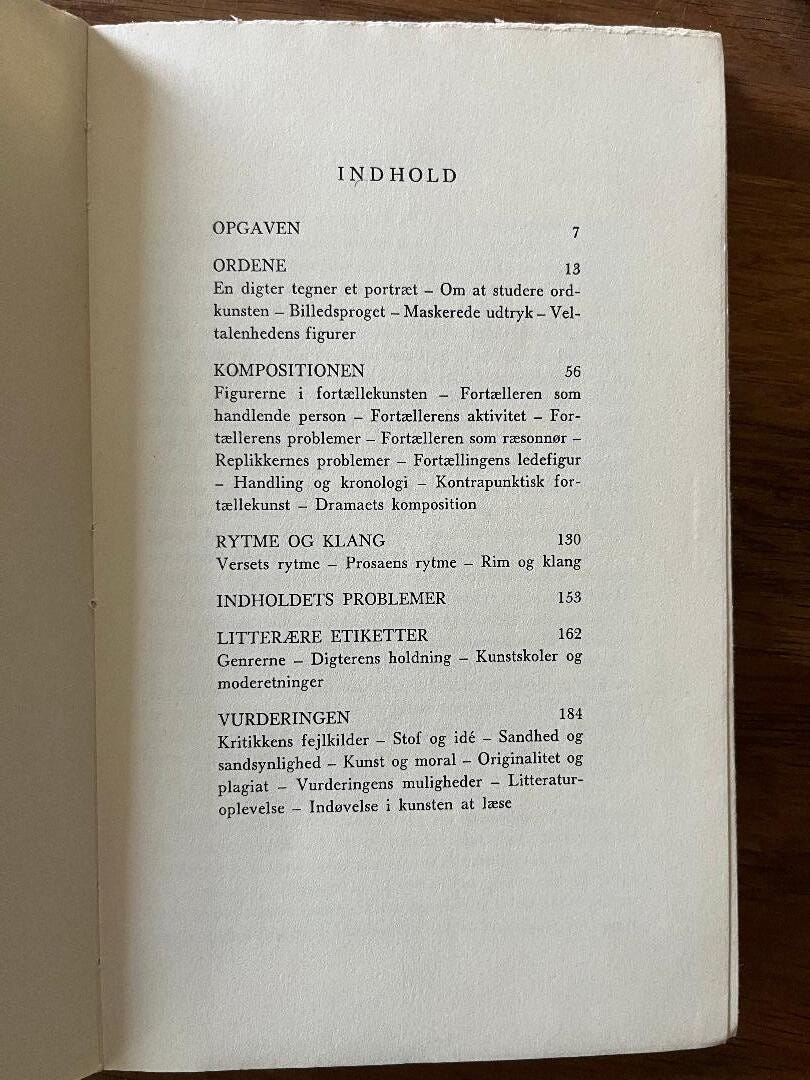 INDHOLD
OPGAVEN 7
ORDENE 13
En digter tegner et portræt – Om at studere ord-
kunsten – Billedsproget – Maskerede udtryk – Vel-
talenhedens figurer
KOMPOSITIONEN 56
Figurerne i fortællekunsten – Fortælleren som
handlende person – Fortællerens aktivitet – For-
tællerens problemer – Fortælleren som ræsonnør –
Replikkernes problemer – Fortællingens ledefigur
– Handling og kronologi – Kontrapunktisk for-
tællekunst – Dramaets komposition
RYTME OG KLANG 130
Versets rytme – Prosaens rytme – Rim og klang
INDHOLDETS PROBLEMER 153
LITTERÆRE ETIKETTER 162
Genrerne – Digterens holdning – Kunstskoler og
moderetninger
VURDERINGEN 184
Kritikkens fejlkilder – Stof og idé – Sandhed og
sandsynlighed – Kunst og moral – Originalitet og
plagiat – Vurderingens muligheder – Litteratur-
oplevelse – Indøvelse i kunsten at læse